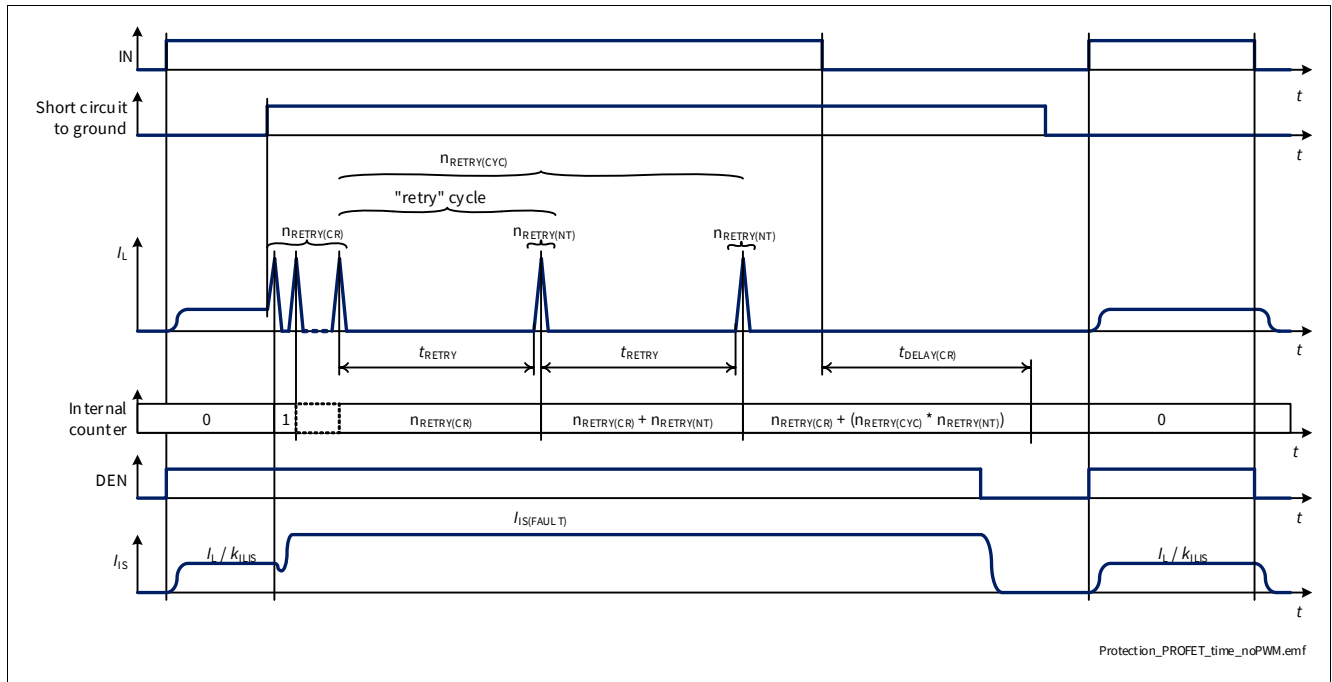 IN
t
Short circuit
to ground
t
nRETRY(CYC)
"retry" cycle
nRETRY(CR)
nRETRY(NT)
nRETRY(NT)
IL
t
tRETRY
tRETRY
tDELAY(CR)
Internal
counter
0
1
nRETRY(CR)
nRETRY(CR) + nRETRY(NT)
nRETRY(CR) + (nRETRY(CYC) * nRETRY(NT))
0
t
DEN
t
IIS(FAULT)
IIS
IL / kILIS
IL / kILIS
t
Protection_PROFET_time_noPWM.emf